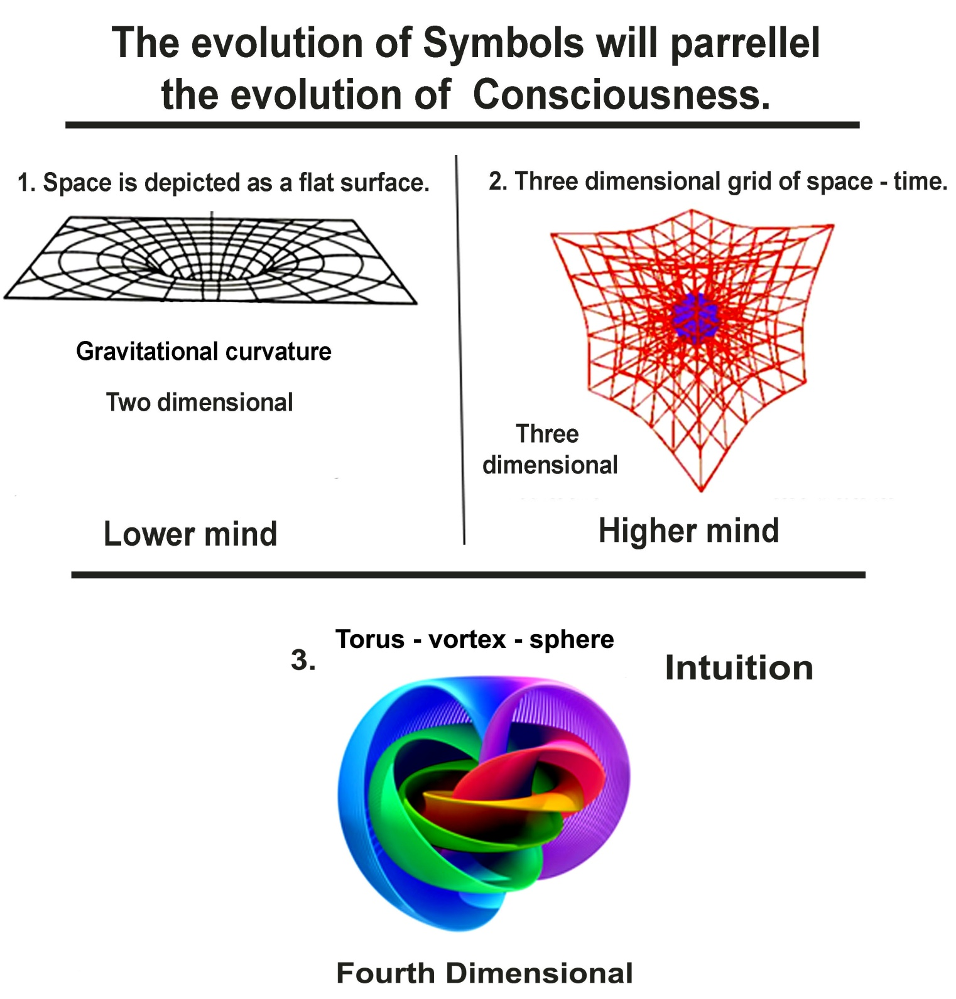 The evolution of Symbols will parrellel
the evolution of Consciousness.
1. Space is depicted as a flat surface.
Gravitational curvature
Two dimensional
Lower mind
2. Three dimensional grid of space - time.
Three
dimensional
Higher mind
3.
Torus - vortex - sphere
Intuition
Fourth Dimensional